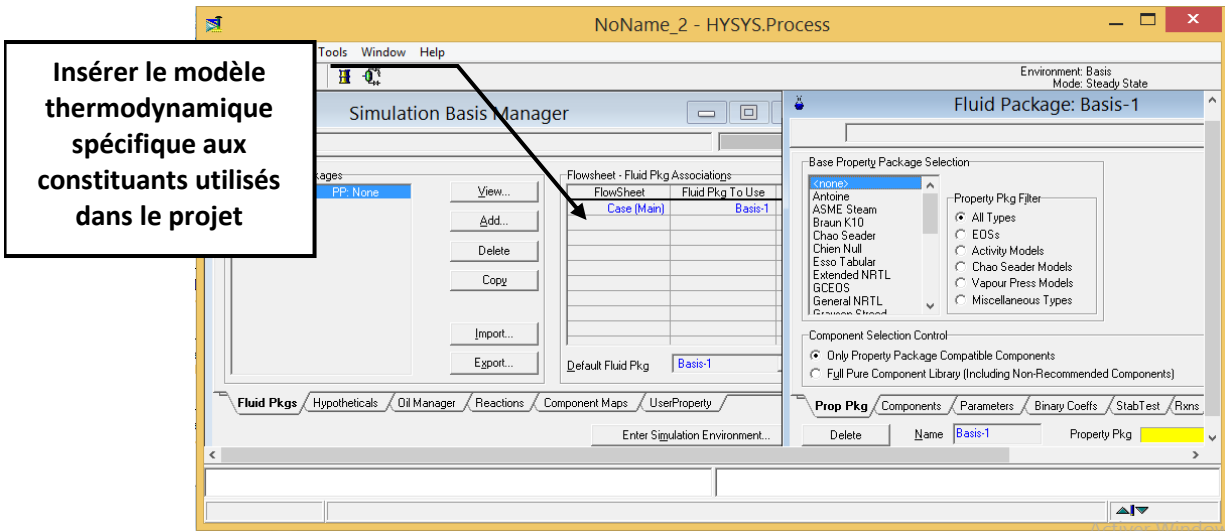 NoName_2 - HYSYS.Process
Insérer le modèle
thermodynamique
spécifique aux
constituants utilisés
dans le projet
Tools Window Help
Environment: Basis
Mode: Steady State
Simulation Basis Manager
ages
PP: None
View...
Add...
Delete
Copy
Import...
Export...
Flowsheet - Fluid Pkg Associations
FlowSheet Fluid Pkg To Use
Case (Main) Basis-1
Default Fluid Pkg Basis-1
Fluid Pkgs Hypotheticals Oil Manager Reactions Component Maps UserProperty
Enter Simulation Environment...
Fluid Package: Basis-1
Base Property Package Selection
<none>
Antoine
ASME Steam
Braun K10
Chao Seader
Chien Null
Esso Tabular
Extended NRTL
GCEOS
General NRTL
Grayson Streed
Property Pkg Filter
All Types
EOSs
Activity Models
Chao Seader Models
Vapour Press Models
Miscellaneous Types
Component Selection Control
Only Property Package Compatible Components
Full Pure Component Library (Including Non-Recommended Components)
Prop Pkg Components Parameters Binary Coeffs StabTest Rxns
Delete Name Basis-1 Property Pkg
Activer Window